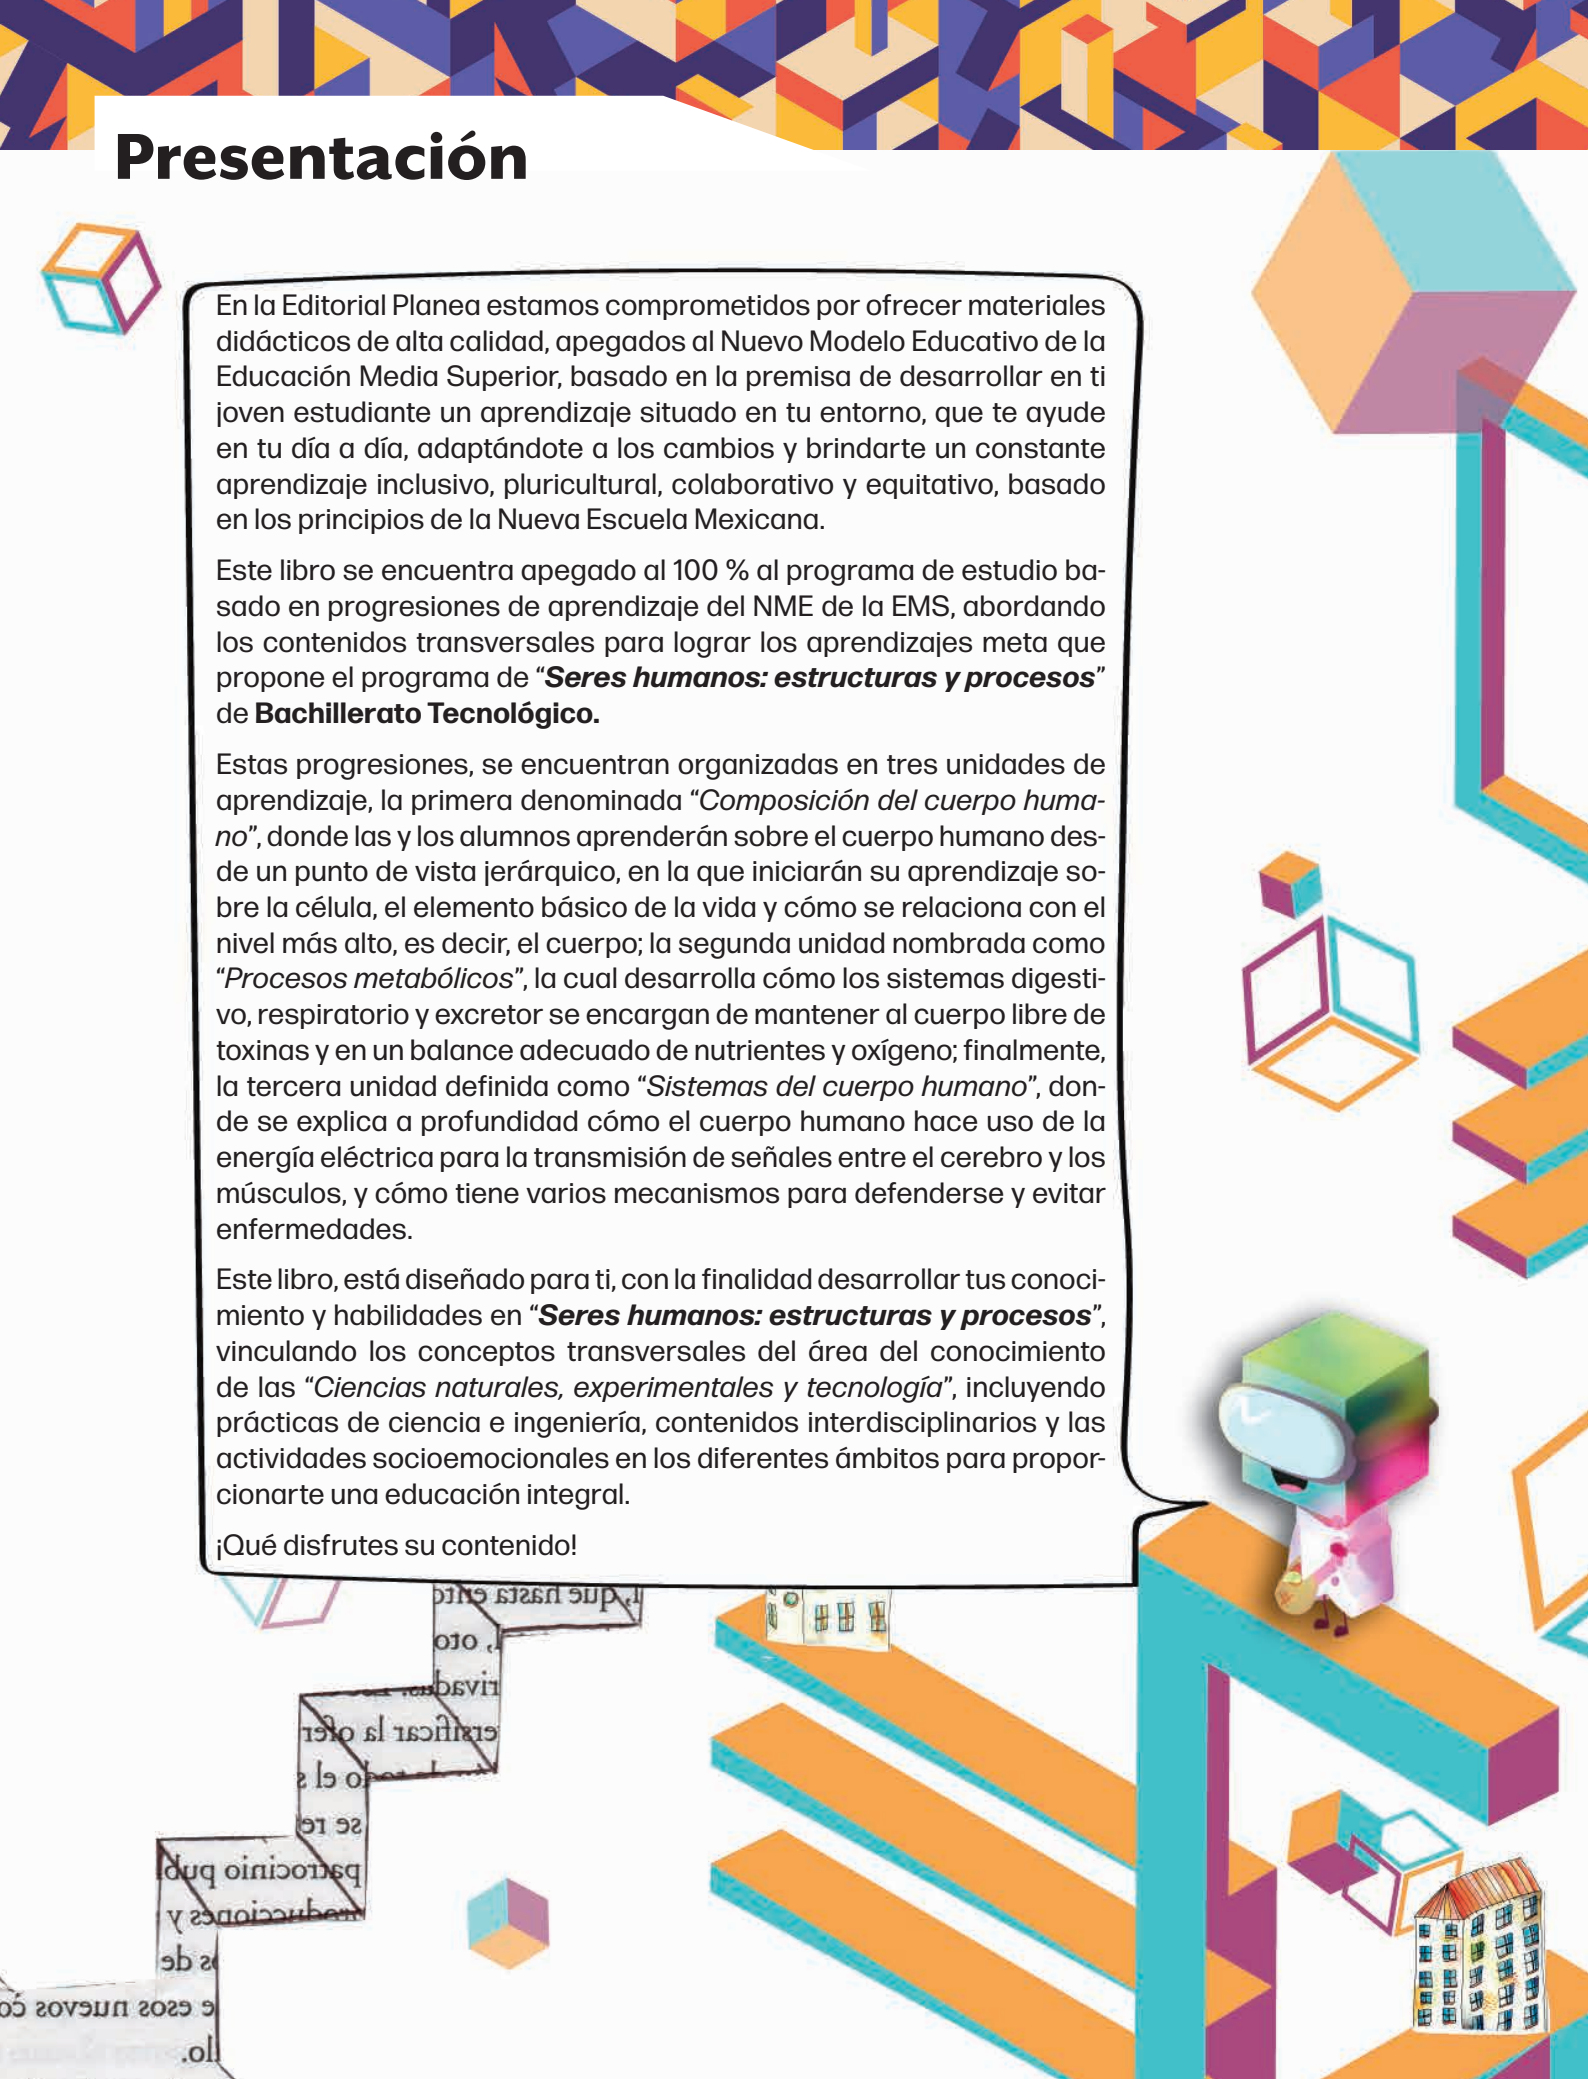 Presentación
En la Editorial Planea estamos comprometidos por ofrecer materiales
didácticos de alta calidad, apegados al Nuevo Modelo Educativo de la
Educación Media Superior, basado en la premisa de desarrollar en ti
joven estudiante un aprendizaje situado en tu entorno, que te ayude
en tu día a día, adaptándote a los cambios y brindarte un constante
aprendizaje inclusivo, pluricultural, colaborativo y equitativo, basado
en los principios de la Nueva Escuela Mexicana.
Este libro se encuentra apegado al 100 % al programa de estudio ba-
sado en progresiones de aprendizaje del NME de la EMS, abordando
los contenidos transversales para lograr los aprendizajes meta que
propone el programa de “Seres humanos: estructuras y procesos”
de Bachillerato Tecnológico.
Estas progresiones, se encuentran organizadas en tres unidades de
aprendizaje, la primera denominada “Composición del cuerpo huma-
no”, donde las y los alumnos aprenderán sobre el cuerpo humano des-
de un punto de vista jerárquico, en la que iniciarán su aprendizaje so-
bre la célula, el elemento básico de la vida y cómo se relaciona con el
nivel más alto, es decir, el cuerpo; la segunda unidad nombrada como
“Procesos metabólicos”, la cual desarrolla cómo los sistemas digesti-
vo, respiratorio y excretor se encargan de mantener al cuerpo libre de
toxinas y en un balance adecuado de nutrientes y oxígeno; finalmente,
la tercera unidad definida como “Sistemas del cuerpo humano”, don-
de se explica a profundidad cómo el cuerpo humano hace uso de la
energía eléctrica para la transmisión de señales entre el cerebro y los
músculos, y cómo tiene varios mecanismos para defenderse y evitar
enfermedades.
Este libro, está diseñado para ti, con la finalidad desarrollar tus conoci-
miento y habilidades en “Seres humanos: estructuras y procesos”,
vinculando los conceptos transversales del área del conocimiento
de las “Ciencias naturales, experimentales y tecnología”, incluyendo
prácticas de ciencia e ingeniería, contenidos interdisciplinarios y las
actividades socioemocionales en los diferentes ámbitos para propor-
cionarte una educación integral.
¡Qué disfrutes su contenido!
que hasta
ersificar la ofer
se re
patrocinio pub
y
de
e esos nuevos
lo.